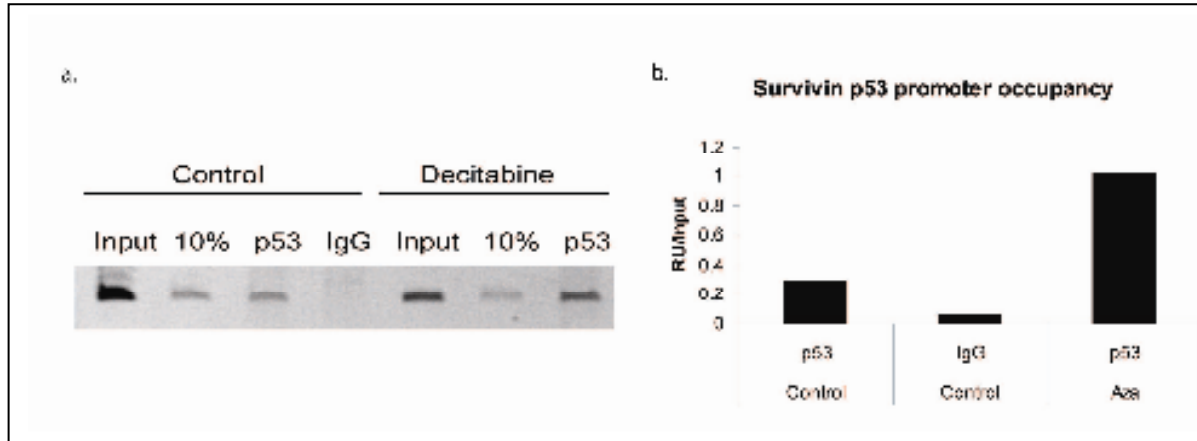 a.
Control Decitabine
Input 10% p53 IgG Input 10% p53
b.
Survivin p53 promoter occupancy
RU/Input
1.2
1
0.8
0.6
0.4
0.2
0
p53 IgG p53
Control Control Aza